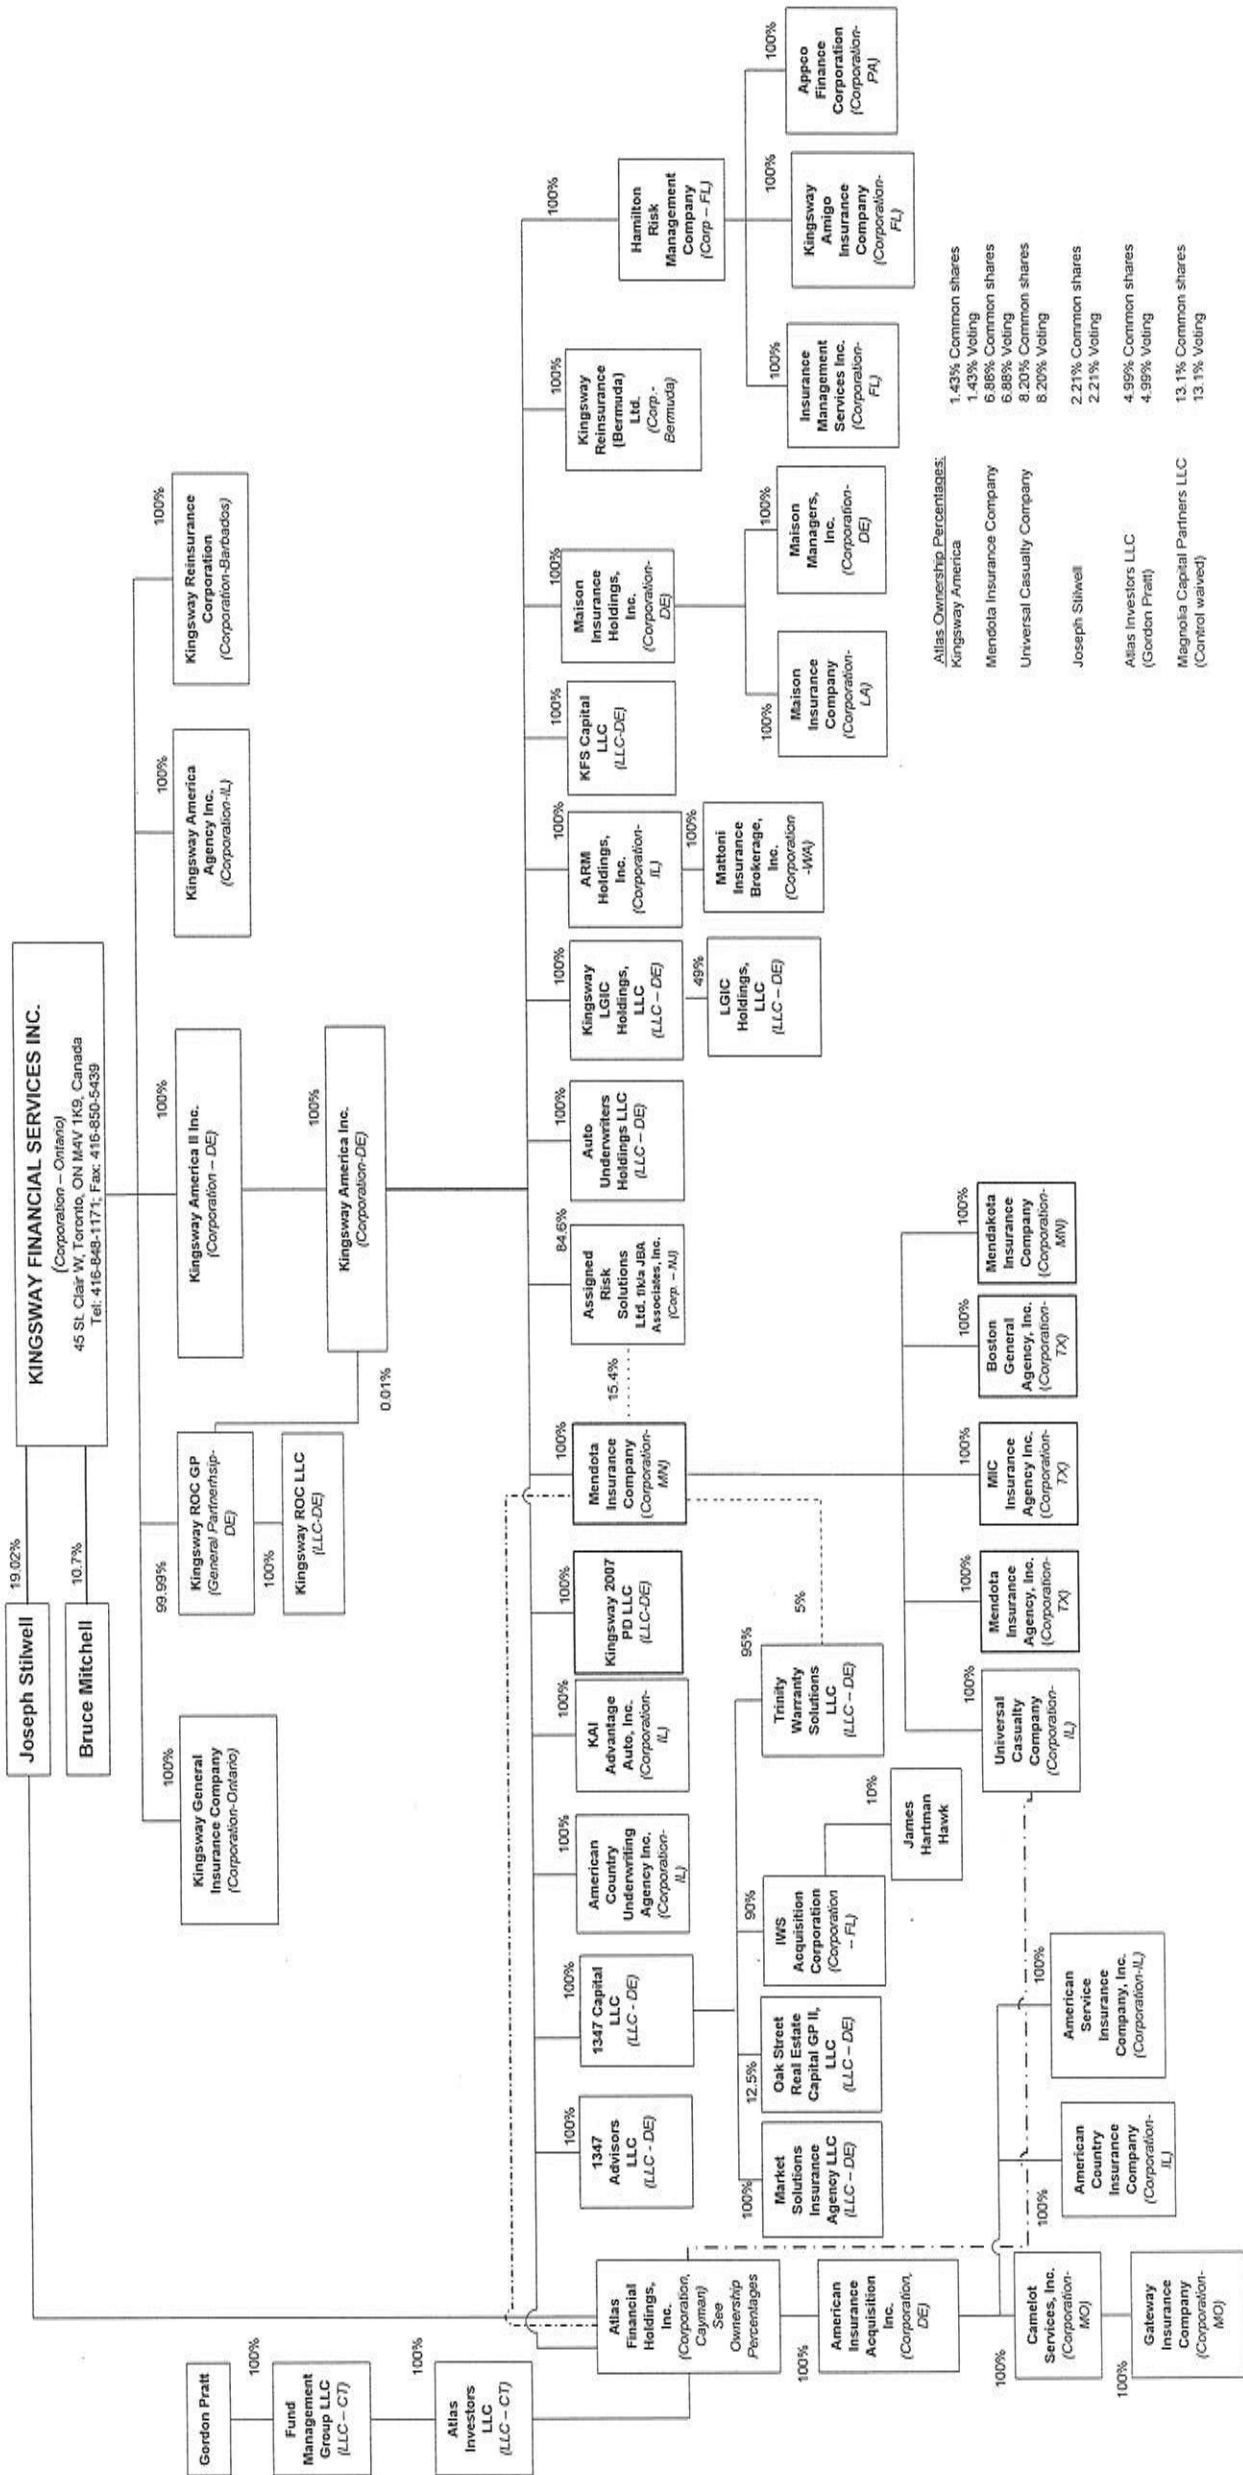 KINGSWAY FINANCIAL SERVICES INC.
(Corporation – Ontario)
45 St. Clair W, Toronto, ON M4V 1K9, Canada
Tel: 416-848-1171; Fax: 416-850-5439
Joseph Stilwell
19.02%
Bruce Mitchell
10.7%
100%
Kingsway General
Insurance Company
(Corporation-Ontario)
99.99%
Kingsway ROC GP
(General Partnerhsip-
DE)
100%
Kingsway ROC LLC
(LLC-DE)
0.01%
100%
Kingsway America II Inc.
(Corporation – DE)
100%
Kingsway America Inc.
(Corporation-DE)
100%
Kingsway America
Agency Inc.
(Corporation-IL)
100%
Kingsway Reinsurance
Corporation
(Corporation-Barbados)
Gordon Pratt
100%
Fund
Management
Group LLC
(LLC – CT)
100%
Atlas
Investors
LLC
(LLC – CT)
Atlas
Financial
Holdings,
Inc.
(Corporation,
Cayman)
See
Ownership
Percentages
100%
American
Insurance
Acquisition
Inc.
(Corporation,
DE)
100%
Camelot
Services, Inc.
(Corporation-
MO)
100%
Gateway
Insurance
Company
(Corporation-
MO)
100%
American
Country
Insurance
Company
(Corporation-
IL)
100%
American
Service
Insurance
Company, Inc.
(Corporation-IL)
100%
1347
Advisors
LLC
(LLC - DE)
100%
1347 Capital
LLC
(LLC - DE)
100%
Market
Solutions
Insurance
Agency LLC
(LLC – DE)
12.5%
Oak Street
Real Estate
Capital GP II,
LLC
(LLC – DE)
90%
IWS
Acquisition
Corporation
(Corporation
– FL)
10%
James
Hartman
Hawk
95%
Trinity
Warranty
Solutions
LLC
(LLC – DE)
5%
100%
American
Country
Underwriting
Agency Inc.
(Corporation-
IL)
100%
KAI
Advantage
Auto, Inc.
(Corporation-
IL)
100%
Kingsway 2007
PD LLC
(LLC-DE)
100%
Mendota
Insurance
Company
(Corporation-
MN)
15.4%
100%
Universal
Casualty
Company
(Corporation-
IL)
100%
Mendota
Insurance
Agency, Inc.
(Corporation-
TX)
100%
MIC
Insurance
Agency Inc.
(Corporation-
TX)
100%
Boston
General
Agency, Inc.
(Corporation-
TX)
100%
Mendakota
Insurance
Company
(Corporation-
MN)
84.6%
Assigned
Risk
Solutions
Ltd. f/k/a JBA
Associates, Inc.
(Corp. – NJ)
100%
Auto
Underwriters
Holdings LLC
(LLC – DE)
100%
Kingsway
LGIC
Holdings,
LLC
(LLC – DE)
49%
LGIC
Holdings,
LLC
(LLC – DE)
100%
ARM
Holdings,
Inc.
(Corporation-
IL)
100%
Mattoni
Insurance
Brokerage,
Inc.
(Corporation
-WA)
100%
KFS Capital
LLC
(LLC-DE)
100%
Maison
Insurance
Holdings,
Inc.
(Corporation-
DE)
100%
Maison
Insurance
Company
(Corporation-
LA)
100%
Maison
Managers,
Inc.
(Corporation-
DE)
100%
Kingsway
Reinsurance
(Bermuda)
Ltd.
(Corp.-
Bermuda)
100%
Hamilton
Risk
Management
Company
(Corp – FL)
100%
Insurance
Management
Services Inc.
(Corporation-
FL)
100%
Kingsway
Amigo
Insurance
Company
(Corporation-
FL)
100%
Appco
Finance
Corporation
(Corporation-
PA)
Atlas Ownership Percentages:
Kingsway America 1.43% Common shares
1.43% Voting
Mendota Insurance Company 6.88% Common shares
6.88% Voting
Universal Casualty Company 8.20% Common shares
8.20% Voting
Joseph Stilwell 2.21% Common shares
2.21% Voting
Atlas Investors LLC 4.99% Common shares
(Gordon Pratt) 4.99% Voting
Magnolia Capital Partners LLC 13.1% Common shares
(Control waived) 13.1% Voting